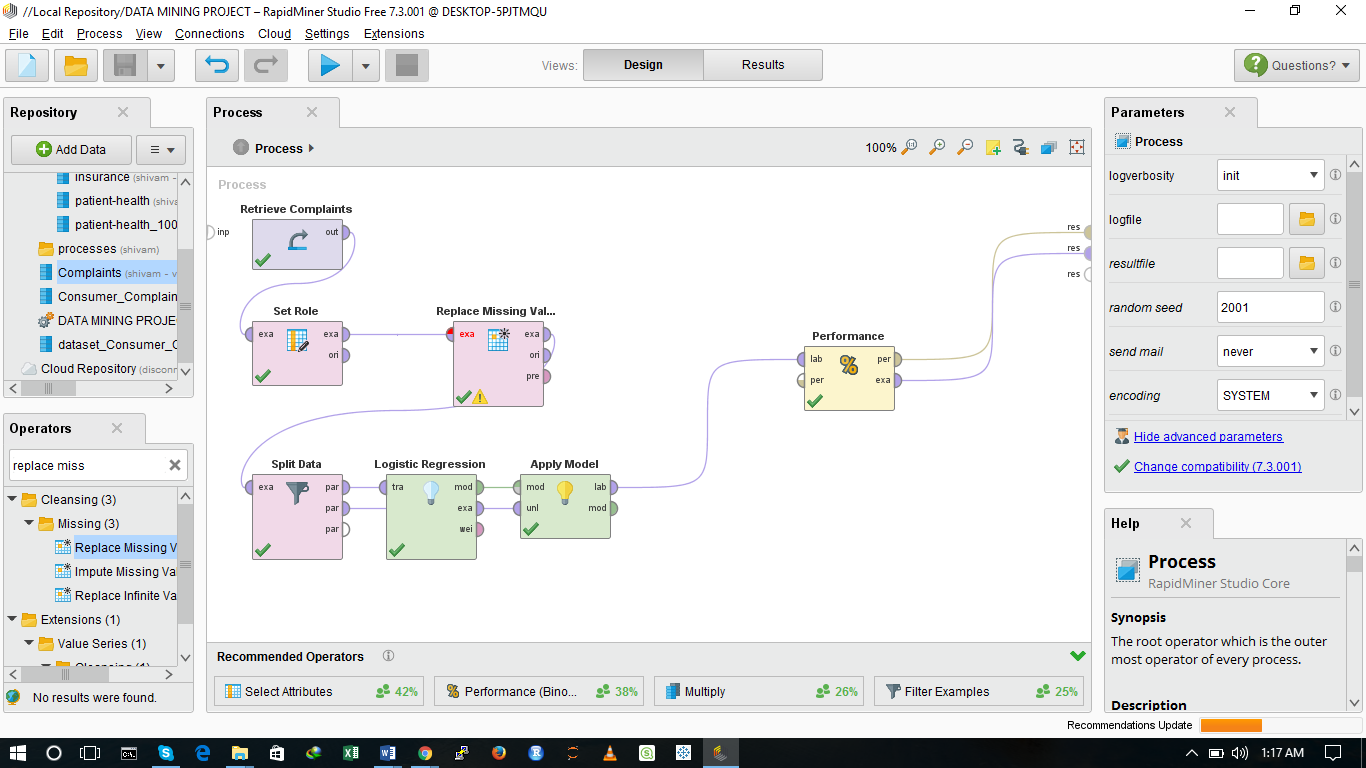 //Local Repository/DATA MINING PROJECT – RapidMiner Studio Free 7.3.001 @ DESKTOP-5PJTMQU
File Edit Process View Connections Cloud Settings Extensions
Views: Design Results Questions?
Repository
Add Data
insurance (shivam -
patient-health (shiva
patient-health_100
processes (shivam)
Complaints (shivam - v
Consumer_Complain
DATA MINING PROJE
dataset_Consumer_C
Cloud Repository (disconn
Operators
replace miss
Cleansing (3)
Missing (3)
Replace Missing V
Impute Missing Va
Replace Infinite Va
Extensions (1)
Value Series (1)
Cleansing (1)
No results were found.
Process
Process
100%
Process
inp
Retrieve Complaints
out
Set Role
exa exa
ori
Replace Missing Val...
exa exa
ori
pre
Split Data
exa par
par
par
Logistic Regression
tra mod
exa
wei
Apply Model
mod lab
unl mod
Performance
lab per
per exa
res
res
res
Recommended Operators
Select Attributes 42%
Performance (Bino... 38%
Multiply 26%
Filter Examples 25%
Parameters
Process
logverbosity init
logfile
resultfile
random seed 2001
send mail never
encoding SYSTEM
Hide advanced parameters
Change compatibility (7.3.001)
Help
Process
RapidMiner Studio Core
Synopsis
The root operator which is the outer
most operator of every process.
Description
Recommendations Update
1:17 AM